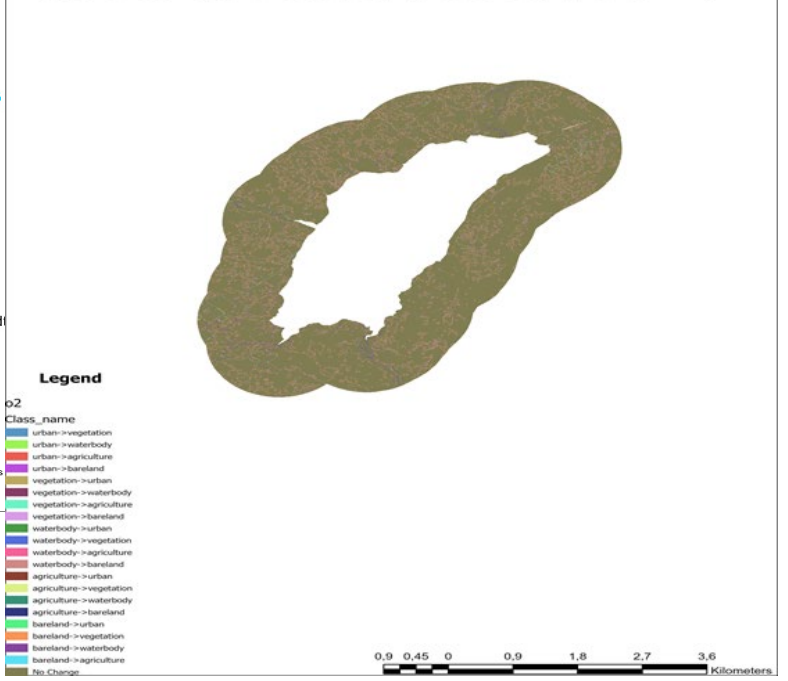 Legend
o2
Class_name
urban->vegetation
urban->waterbody
urban->agriculture
urban->bareland
vegetation->urban
vegetation->waterbody
vegetation->agriculture
vegetation->bareland
waterbody->urban
waterbody->vegetation
waterbody->agriculture
waterbody->bareland
agriculture->urban
agriculture->vegetation
agriculture->waterbody
agriculture->bareland
bareland->urban
bareland->vegetation
bareland->waterbody
bareland->agriculture
No Change
0,9 0,45 0 0,9 1,8 2,7 3,6
Kilometers